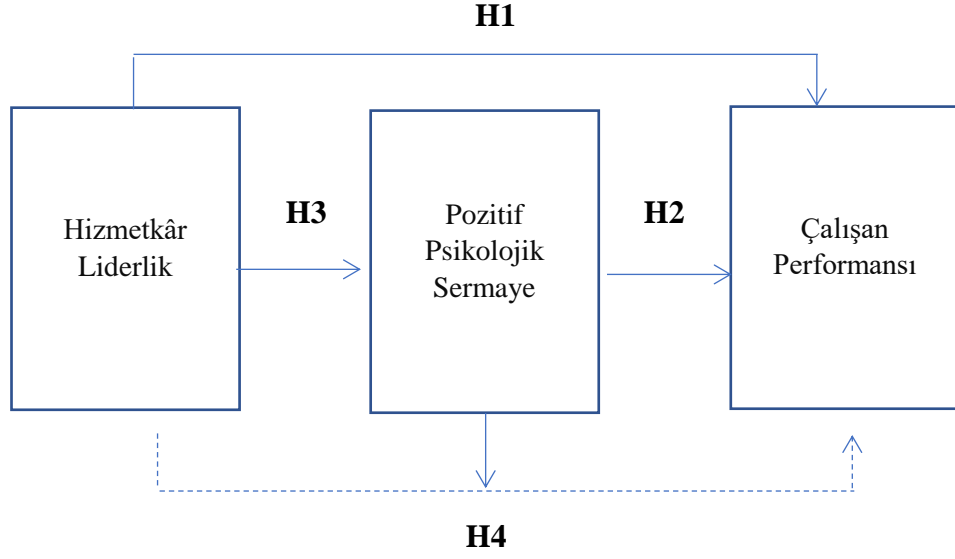 H1
Hizmetkâr
Liderlik
H3
Pozitif
Psikolojik
Sermaye
H2
Çalışan
Performansı
H4